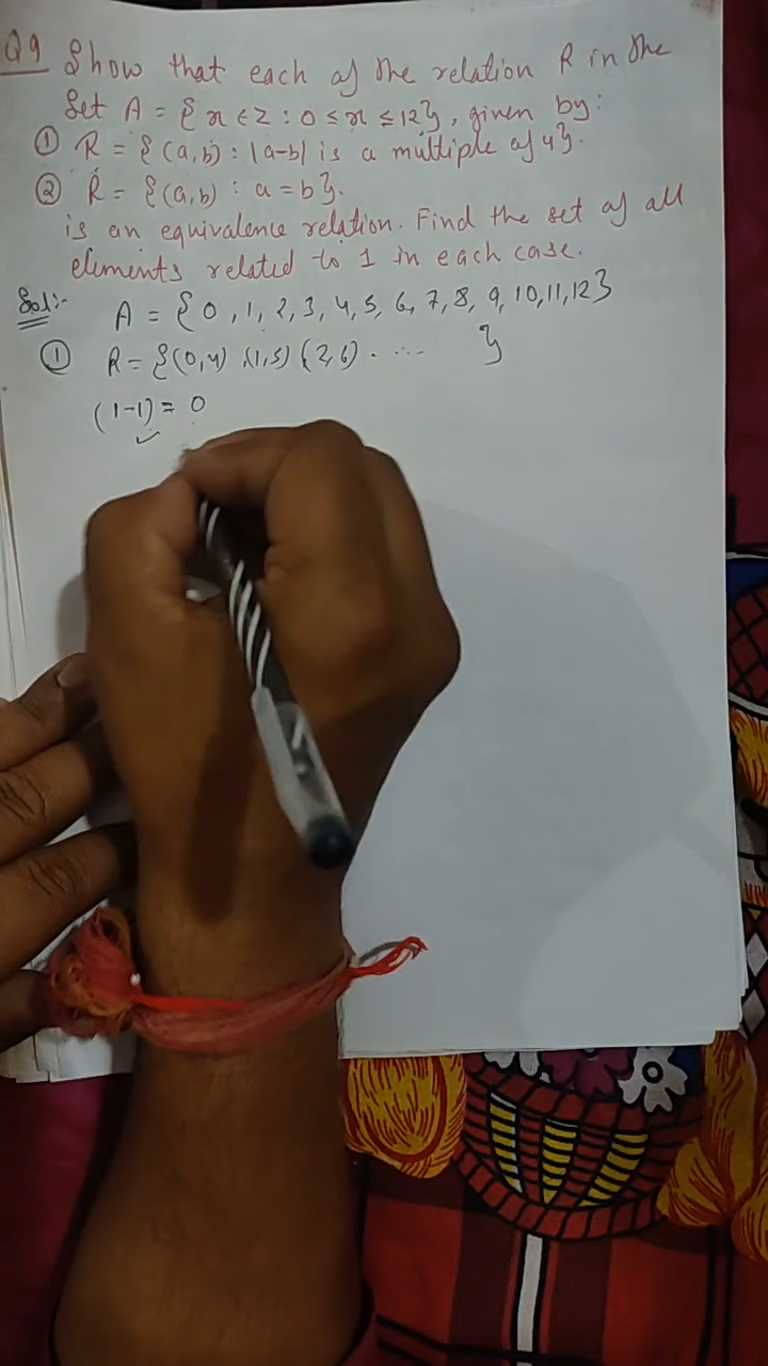 Q9 Show that each of the relation R in the
Set A = { x ∈ Z : 0 ≤ x ≤ 12}, given by:
① R = { (a,b) : |a-b| is a multiple of 4}.
② R = {(a,b) : a = b}.
is an equivalence relation. Find the set of all
elements related to 1 in each case.
Sol:- A = { 0, 1, 2, 3, 4, 5, 6, 7, 8, 9, 10, 11, 12 }
① R = {(0,4) (1,5) (2,6) . .... }
(1-1) = 0